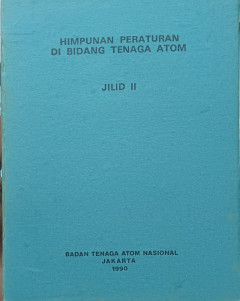 HIMPUNAN PERATURAN
DI BIDANG TENAGA ATOM
JILID II
BADAN TENAGA ATOM NASIONAL
JAKARTA
1990